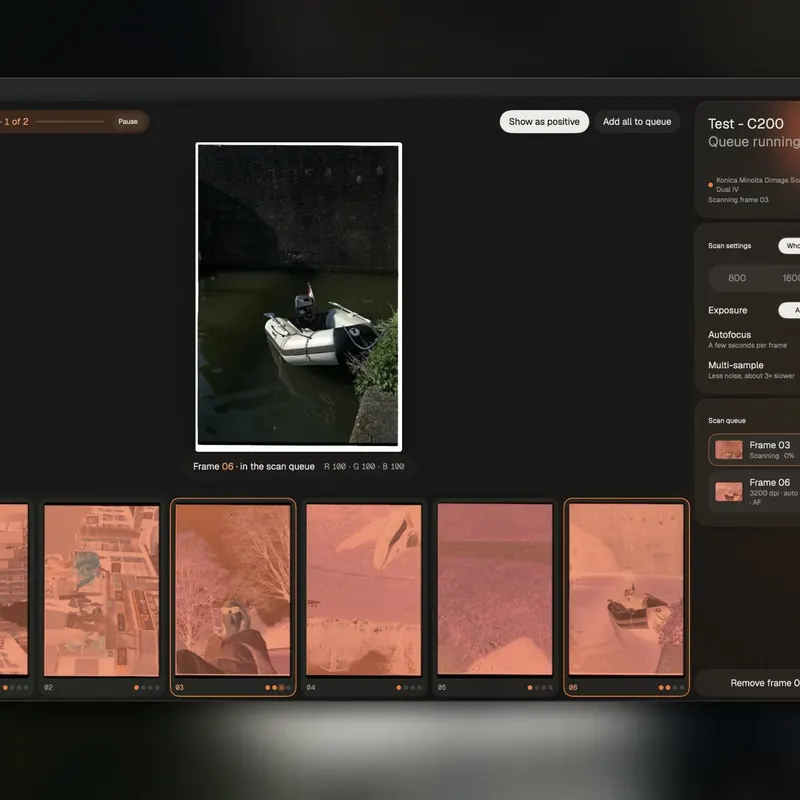 · 1 of 2
Pause
Show as positive
Add all to queue
Test - C200
Queue running
Konica Minolta Dimage Sc
Dual IV
Scanning frame 03
Scan settings
Who
800
1600
Exposure
A
Autofocus
A few seconds per frame
Multi-sample
Less noise, about 3× slower
Scan queue
Frame 03
Scanning · 0%
Frame 06
3200 dpi · auto
· AF
Remove frame 0
Frame 06 · in the scan queue
R 100 · G 100 · B 100
02
03
04
05
06